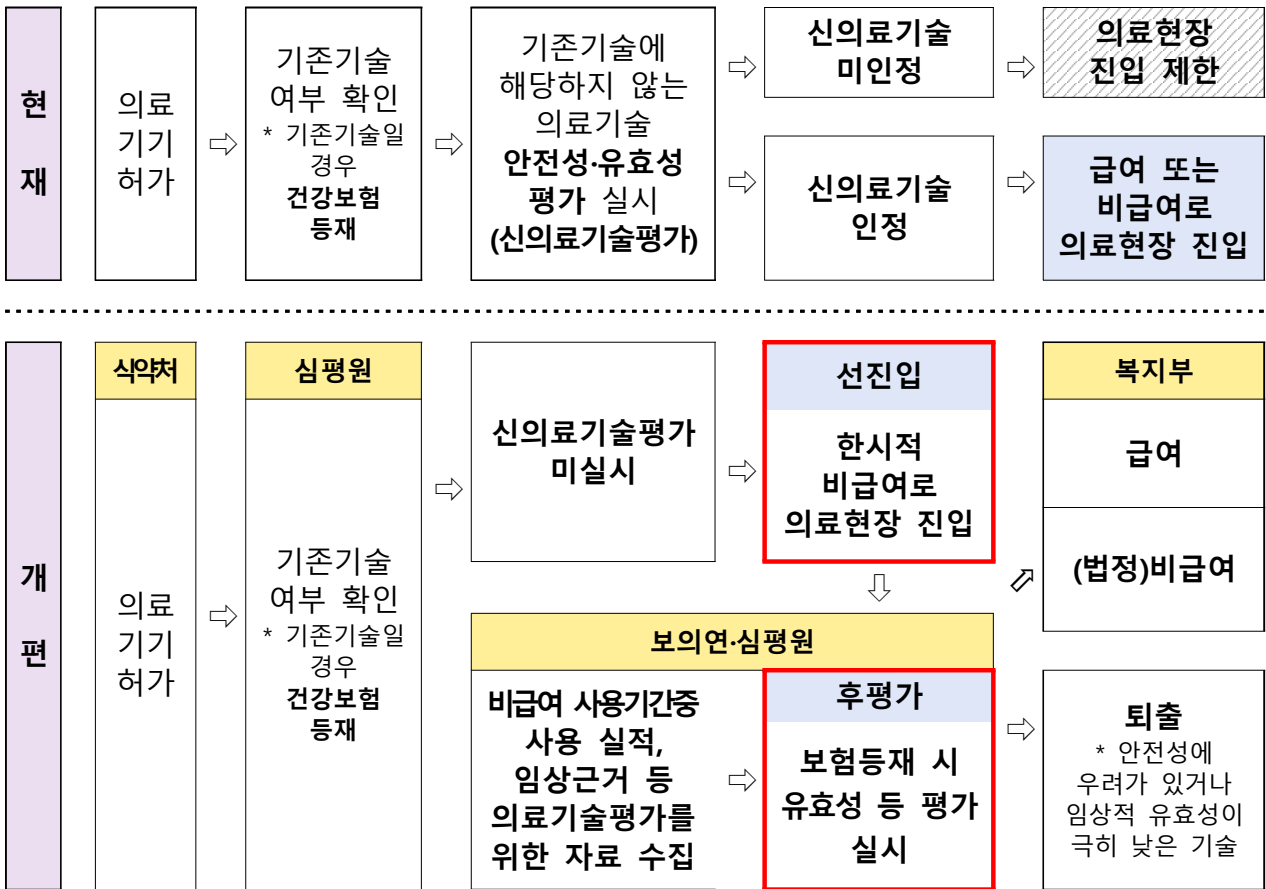 현
재
의료
기기
허가
⇨
기존기술
여부 확인
* 기존기술일
경우
건강보험
등재
⇨
기존기술에
해당하지 않는
의료기술
안전성·유효성
평가 실시
(신의료기술평가)
⇨
신의료기술
미인정
⇨
의료현장
진입 제한
⇨
신의료기술
인정
⇨
급여 또는
비급여로
의료현장 진입
개
편
식약처
의료
기기
허가
⇨
심평원
기존기술
여부 확인
* 기존기술일
경우
건강보험
등재
⇨
신의료기술평가
미실시
⇨
선진입
한시적
비급여로
의료현장 진입
⇩
보의연·심평원
비급여 사용기간중
사용 실적,
임상근거 등
의료기술평가를
위한 자료 수집
⇨
후평가
보험등재 시
유효성 등 평가
실시
⇗
복지부
급여
(법정)비급여
⇨
퇴출
* 안전성에
우려가 있거나
임상적 유효성이
극히 낮은 기술